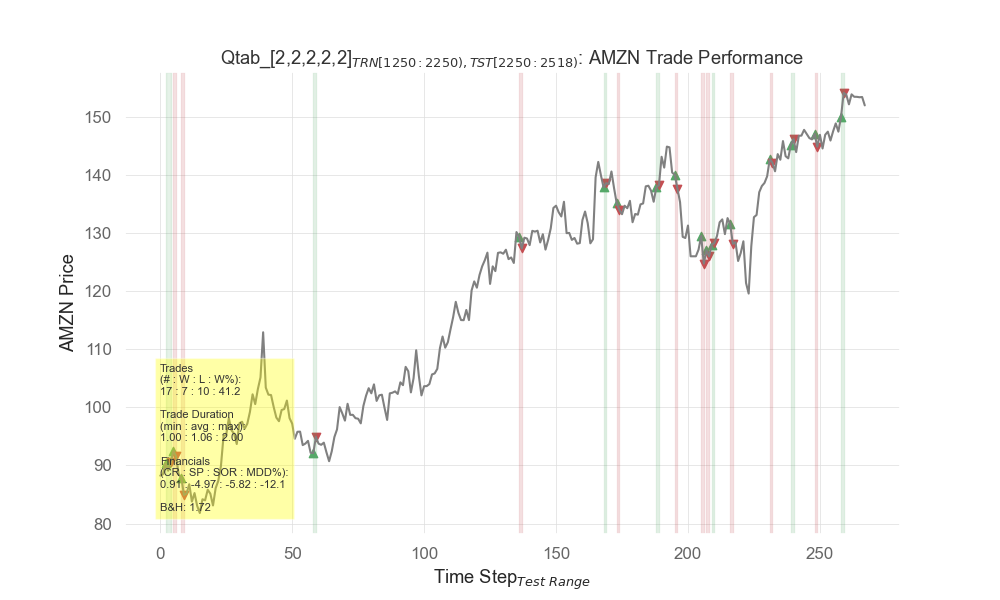 Qtab_[2,2,2,2,2]TRN[1250:2250),TST[2250:2518): AMZN Trade Performance
150
140
130
120
110
100
90
80
AMZN Price
Trades
(# : W : L : W%):
17 : 7 : 10 : 41.2
Trade Duration
(min : avg : max):
1.00 : 1.06 : 2.00
Financials
(CR : SP : SOR : MDD%):
0.91 : -4.97 : -5.82 : -12.1
B&H: 1.72
0 50 100 150 200 250
Time StepTest Range